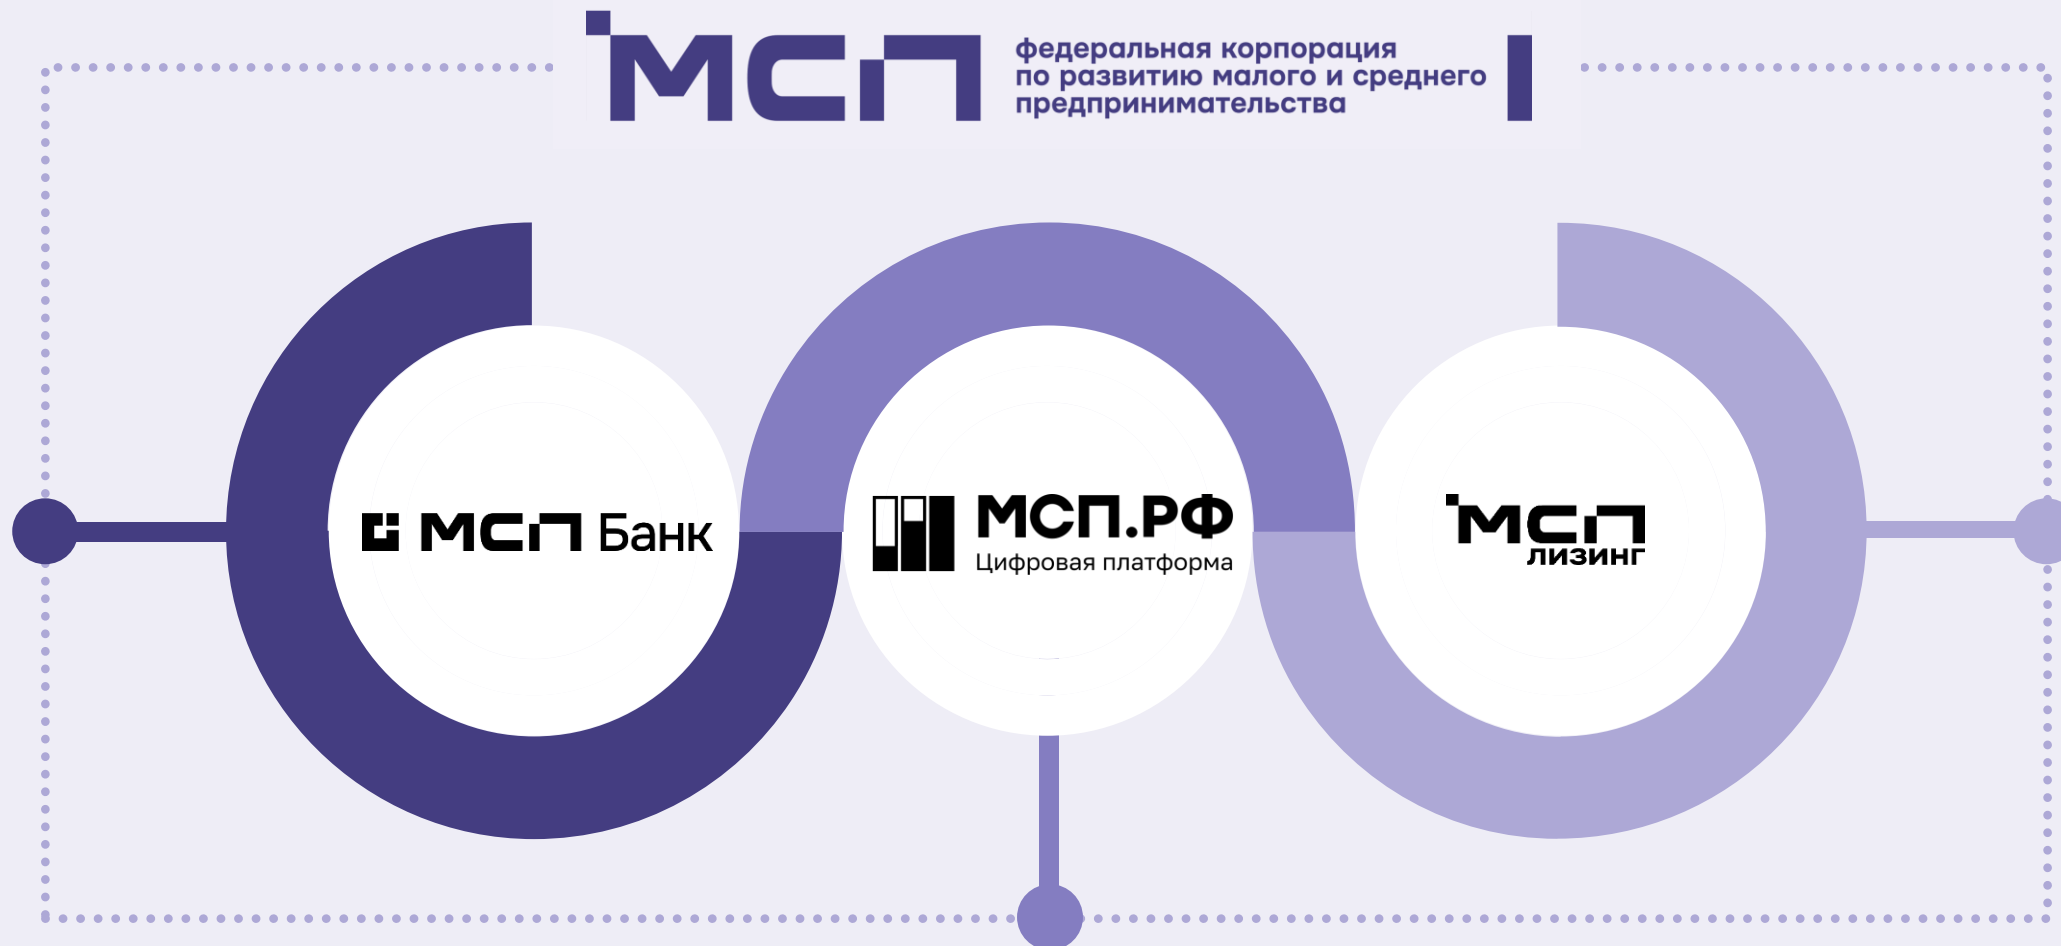 МСП
федеральная корпорация
по развитию малого и среднего
предпринимательства
МСП Банк
МСП.РФ
Цифровая платформа
МСП
лизинг